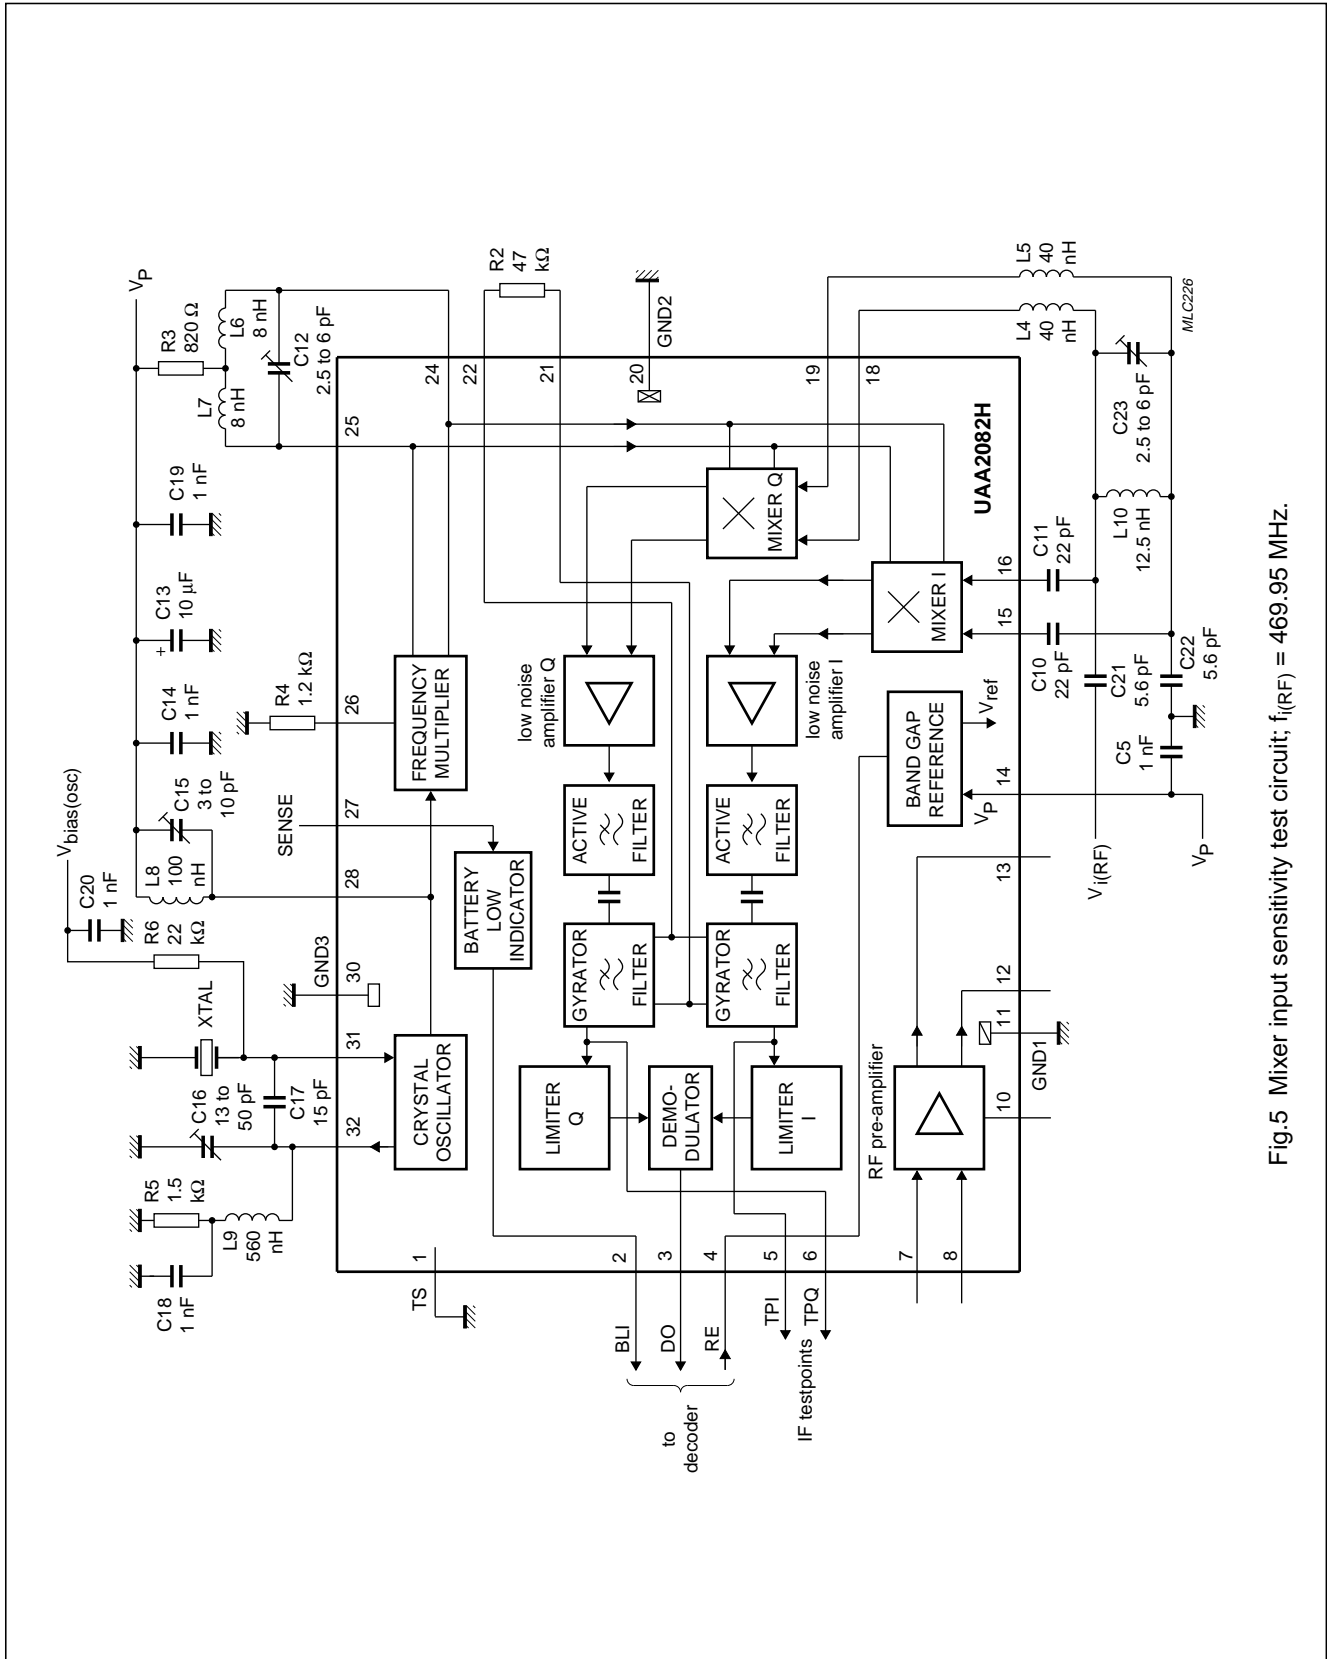 V_bias(osc)
C20
1 nF
R6
22
kΩ
XTAL
C16
13 to
50 pF
C17
15 pF
R5
1.5
kΩ
L9
560
nH
C18
1 nF
L8
100
nH
C15
3 to
10 pF
C14
1 nF
R4
1.2 kΩ
+
C13
10 µF
C19
1 nF
V_P
R3
820 Ω
L7
8 nH
L6
8 nH
C12
2.5 to 6 pF
R2
47
kΩ
TS
1
32
31
GND3
30
28
SENSE
27
26
25
24
22
21
20
GND2
19
18
CRYSTAL
OSCILLATOR
BATTERY
LOW
INDICATOR
FREQUENCY
MULTIPLIER
LIMITER
Q
GYRATOR
FILTER
ACTIVE
FILTER
low noise
amplifier Q
MIXER Q
DEMO-
DULATOR
LIMITER
I
GYRATOR
FILTER
ACTIVE
FILTER
low noise
amplifier I
MIXER I
RF pre-amplifier
BAND GAP
REFERENCE
V_ref
V_P
UAA2082H
BLI
2
DO
3
RE
4
TPI
5
TPQ
6
7
8
to
decoder
IF testpoints
10
GND1
11
12
13
14
15
16
C5
1 nF
C10
22 pF
C11
22 pF
C21
5.6 pF
C22
5.6 pF
L10
12.5 nH
C23
2.5 to 6 pF
L4
40
nH
L5
40
nH
V_i(RF)
V_P
MLC226
Fig.5 Mixer input sensitivity test circuit; f_i(RF) = 469.95 MHz.